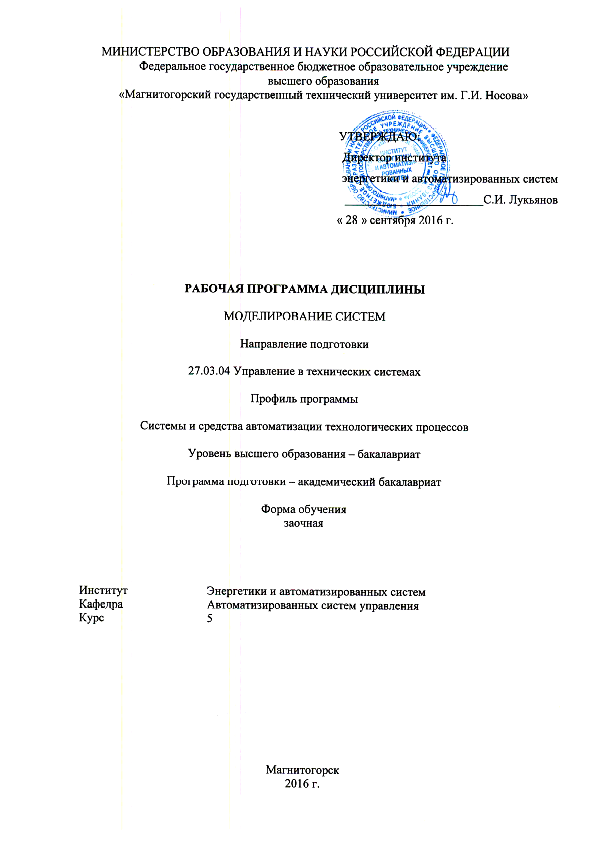 МИНИСТЕРСТВО ОБРАЗОВАНИЯ И НАУКИ РОССИЙСКОЙ ФЕДЕРАЦИИ
Федеральное государственное бюджетное образовательное учреждение
высшего образования
«Магнитогорский государственный технический университет им. Г.И. Носова»
УТВЕРЖДАЮ:
Директор института
энергетики и автоматизированных систем
С.И. Лукьянов
« 28 » сентября 2016 г.
РАБОЧАЯ ПРОГРАММА ДИСЦИПЛИНЫ
МОДЕЛИРОВАНИЕ СИСТЕМ
Направление подготовки
27.03.04 Управление в технических системах
Профиль программы
Системы и средства автоматизации технологических процессов
Уровень высшего образования – бакалавриат
Программа подготовки – академический бакалавриат
Форма обучения
заочная
Институт Энергетики и автоматизированных систем
Кафедра Автоматизированных систем управления
Курс 5
Магнитогорск
2016 г.